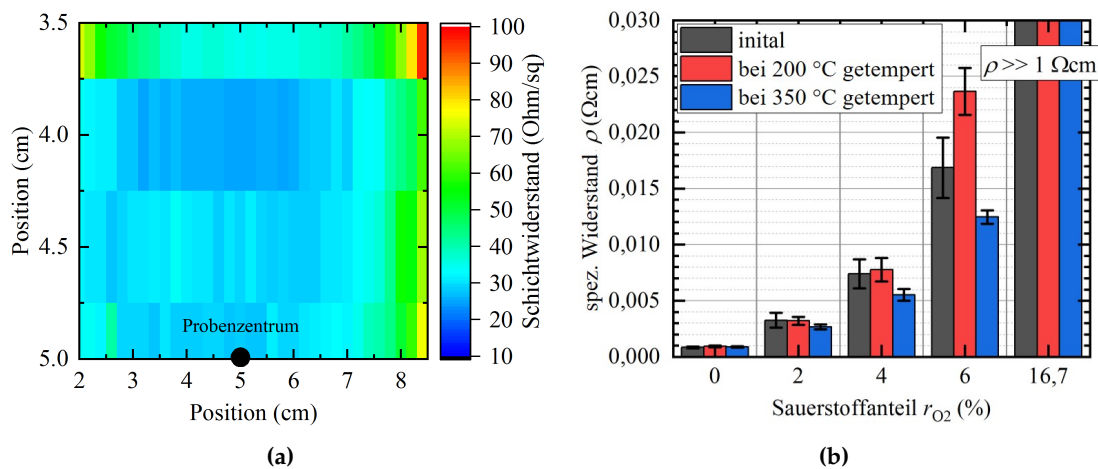 3.5
4.0
4.5
5.0
Position (cm)
Probenzentrum
2 3 4 5 6 7 8
Position (cm)
100
90
80
70
60
50
40
30
20
10
Schichtwiderstand (Ohm/sq)
(a)
0,030
0,025
0,020
0,015
0,010
0,005
0,000
spez. Widerstand ρ (Ωcm)
inital
bei 200 °C getempert
bei 350 °C getempert
ρ >> 1 Ωcm
0 2 4 6 16,7
Sauerstoffanteil r_O2 (%)
(b)